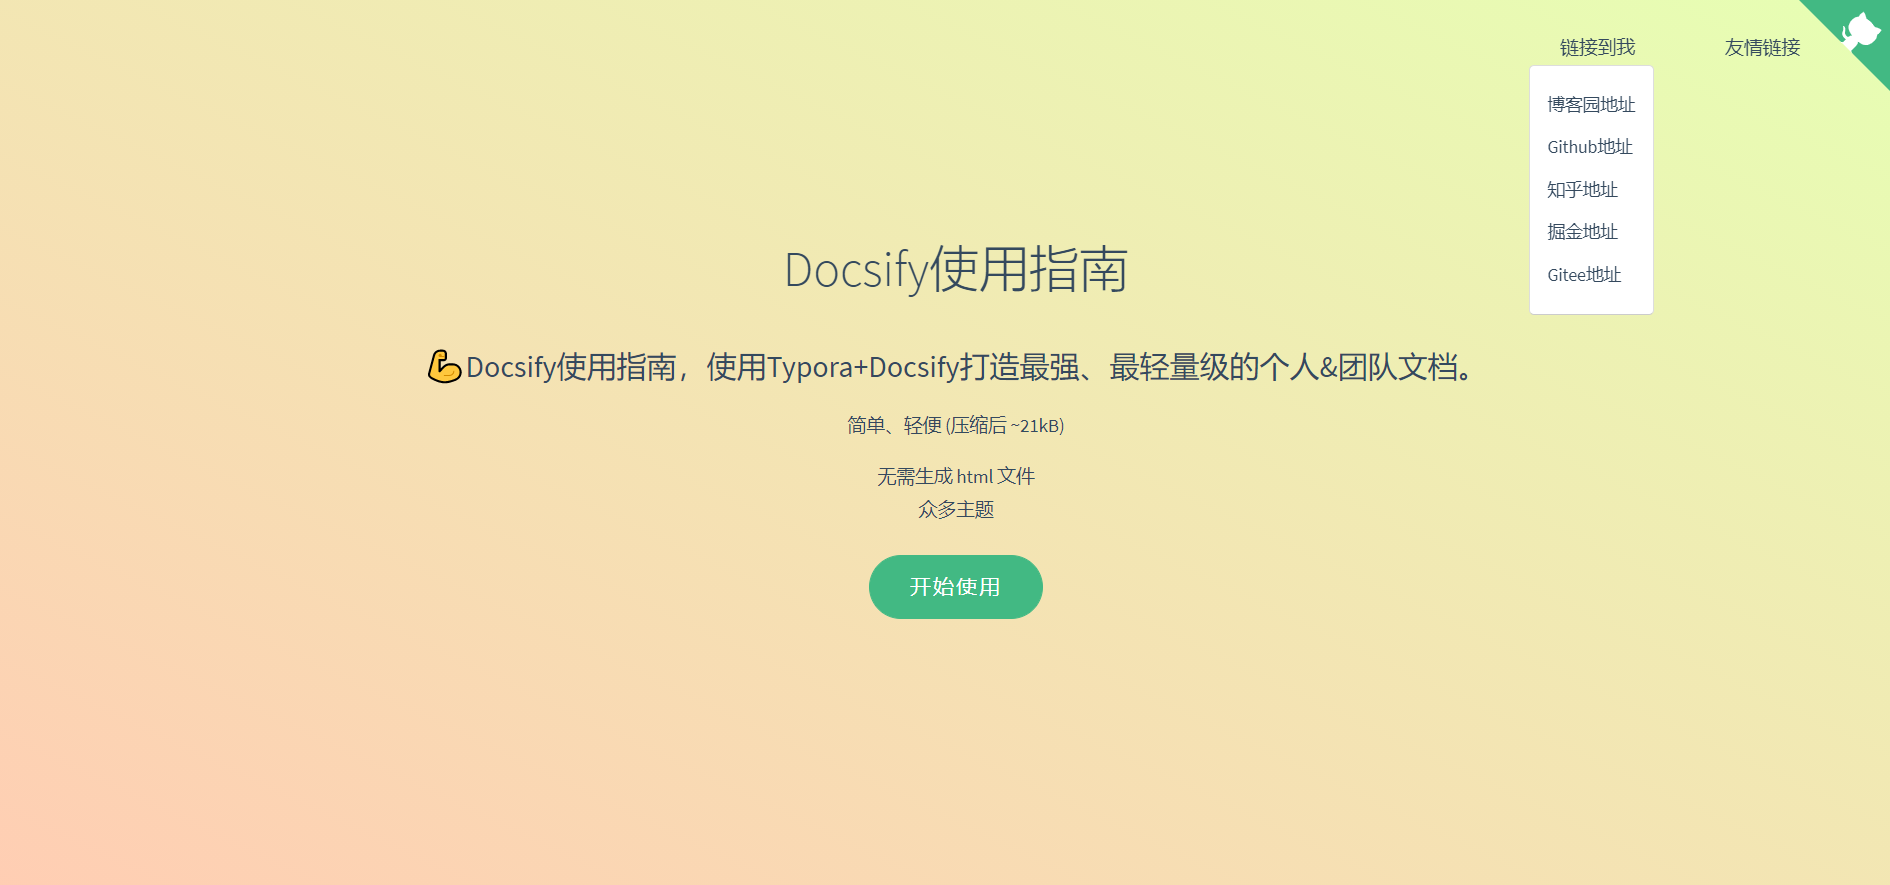 链接到我
友情链接
博客园地址
Github地址
知乎地址
掘金地址
Gitee地址
Docsify使用指南
💪Docsify使用指南，使用Typora+Docsify打造最强、最轻量级的个人&团队文档。
简单、轻便 (压缩后 ~21kB)
无需生成 html 文件
众多主题
开始使用